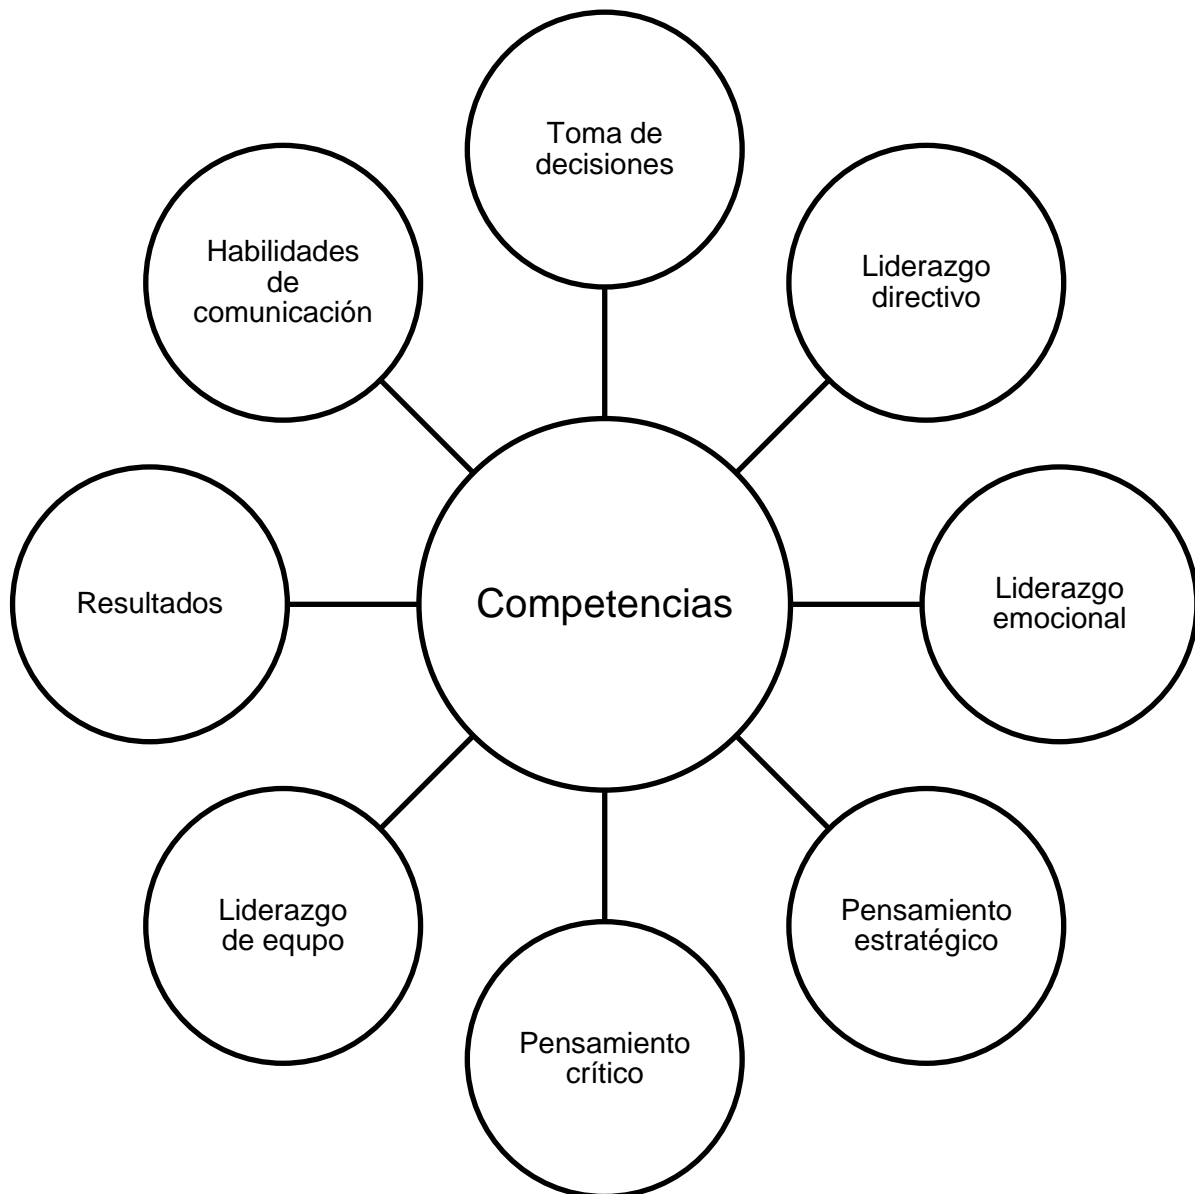 Toma de
decisiones
Liderazgo
directivo
Liderazgo
emocional
Pensamiento
estratégico
Pensamiento
crítico
Liderazgo
de equpo
Resultados
Habilidades
de
comunicación
Competencias